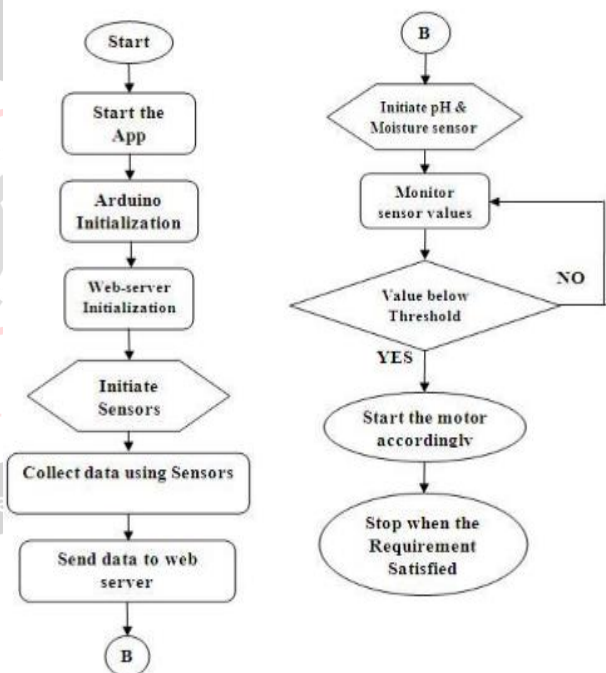 Start
Start the
App
Arduino
Initialization
Web-server
Initialization
Initiate
Sensors
Collect data using Sensors
Send data to web
server
B
B
Initiate pH &
Moisture sensor
Monitor
sensor values
Value below
Threshold
NO
YES
Start the motor
accordingly
Stop when the
Requirement
Satisfied